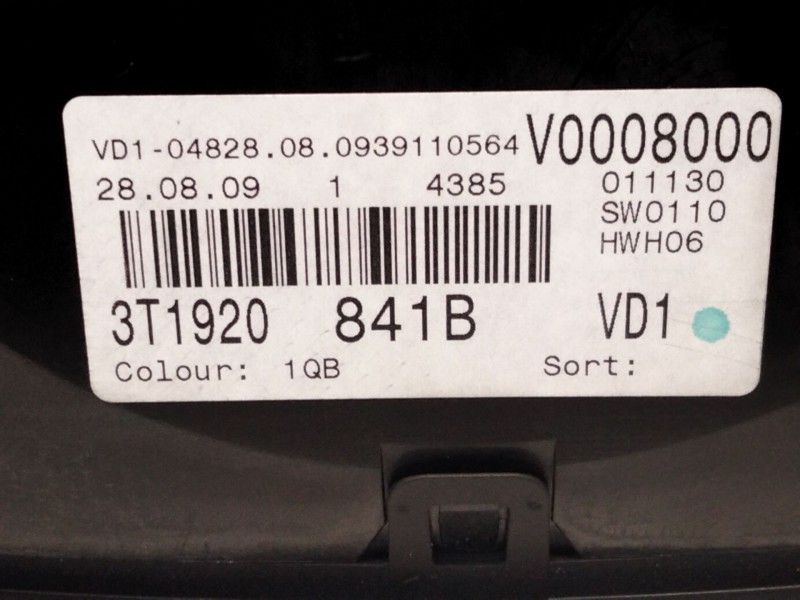 VD1-04828.08.0939110564 V0008000
28.08.09 1 4385 011130
SW0110
HWH06
3T1920 841B VD1
Colour: 1QB Sort: